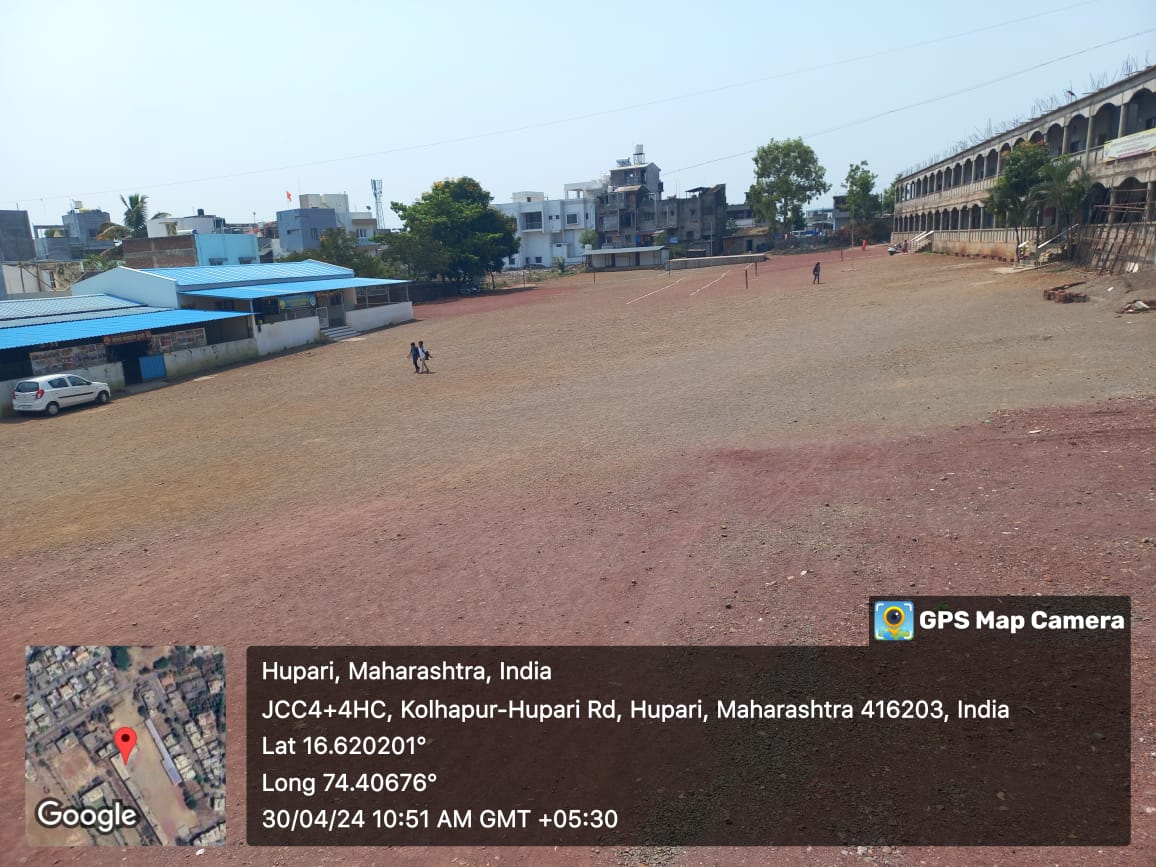 GPS Map Camera
Hupari, Maharashtra, India
JCC4+4HC, Kolhapur-Hupari Rd, Hupari, Maharashtra 416203, India
Lat 16.620201°
Long 74.40676°
30/04/24 10:51 AM GMT +05:30
Google